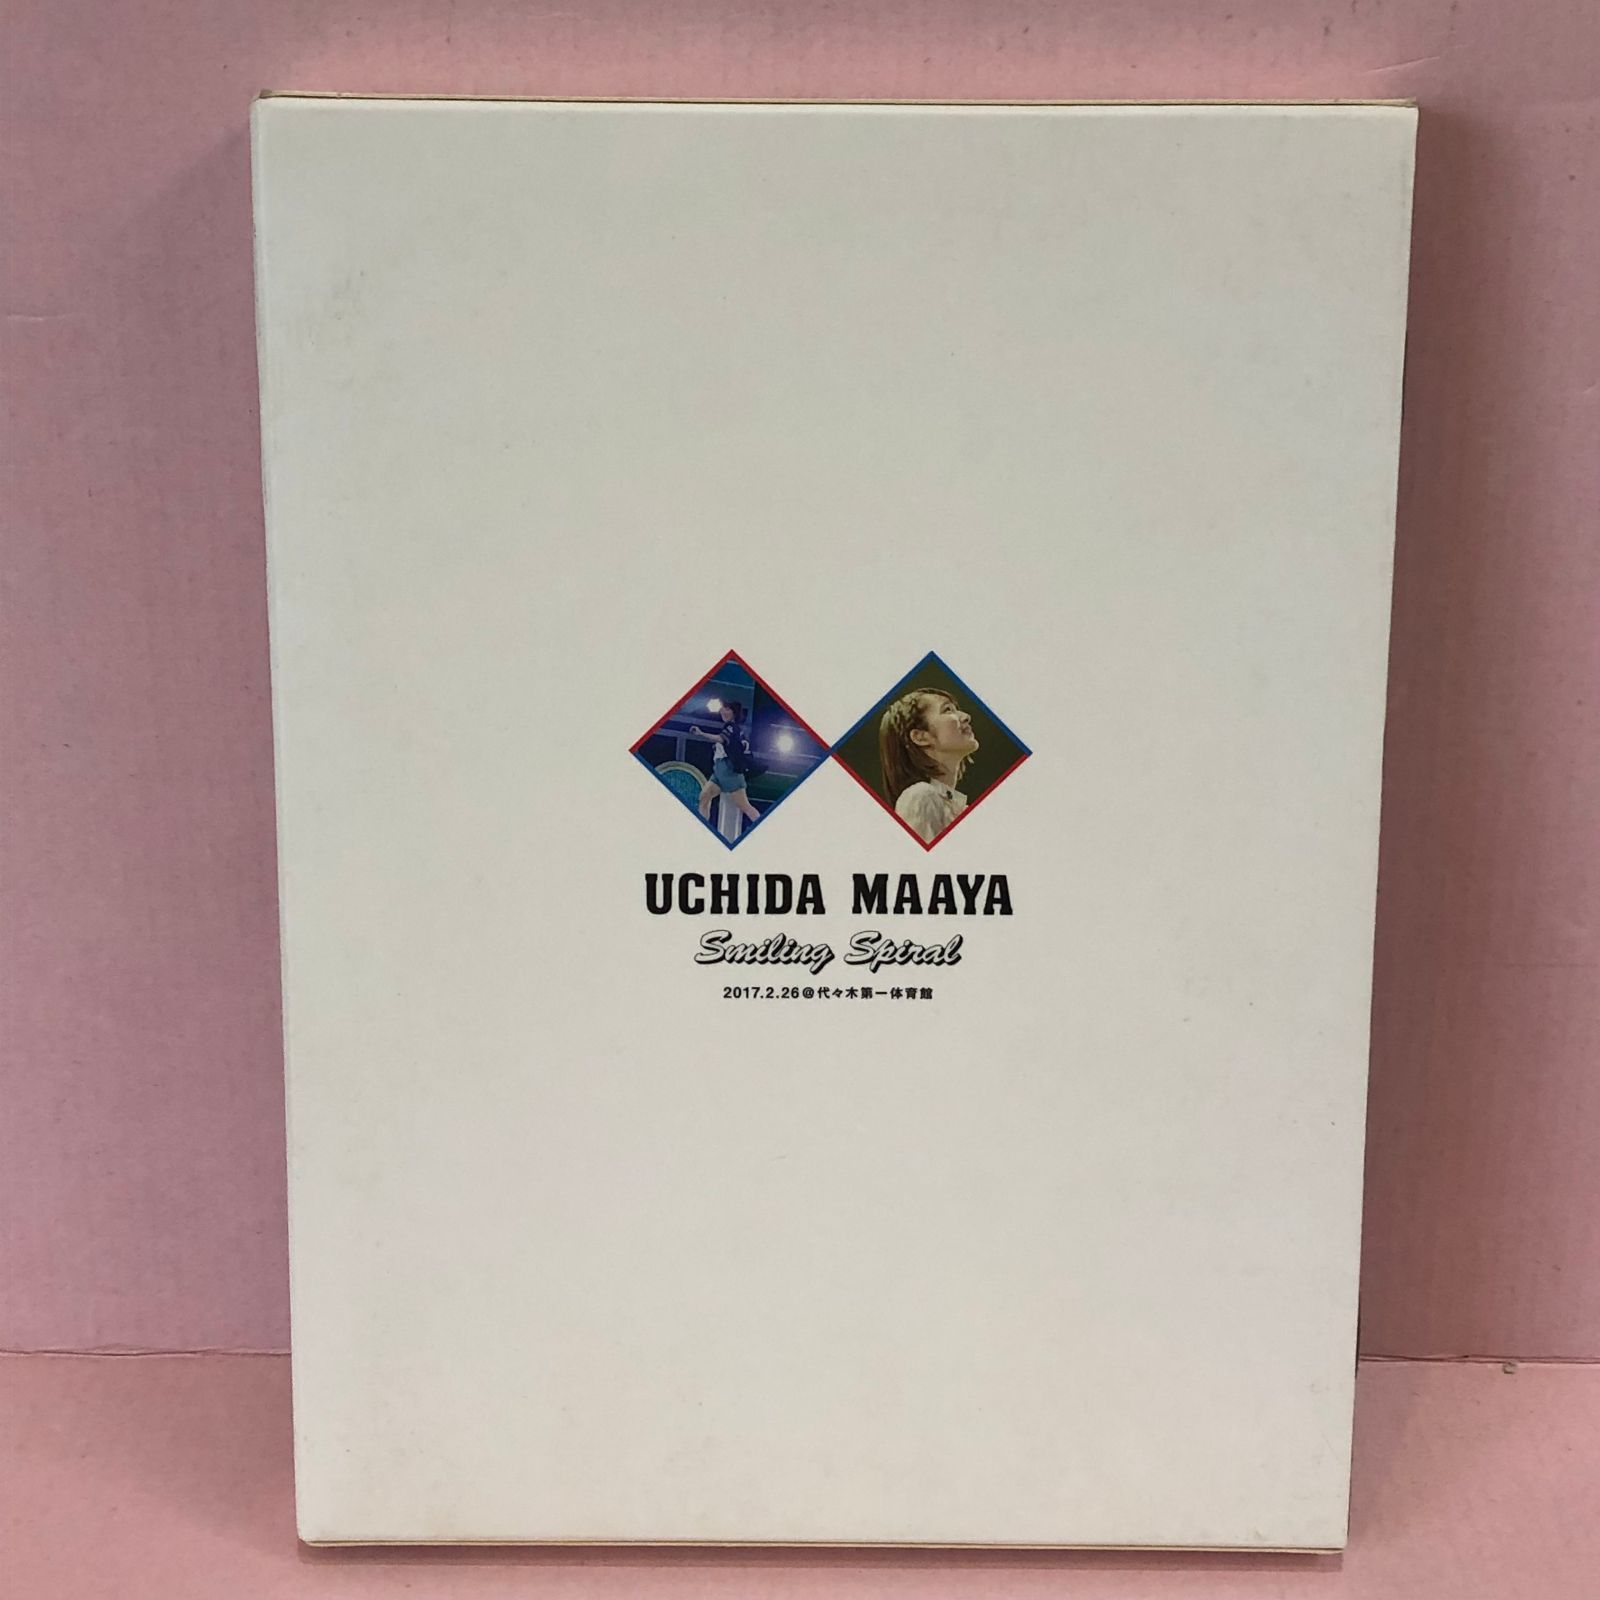 UCHIDA MAAYA
Smiling Spiral
2017.2.26@代々木第一体育館